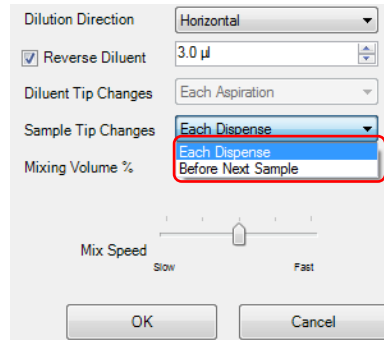 Dilution Direction Horizontal
Reverse Diluent 3.0 µl
Diluent Tip Changes Each Aspiration
Sample Tip Changes Each Dispense
Each Dispense
Mixing Volume % Before Next Sample
Mix Speed
Slow Fast
OK Cancel